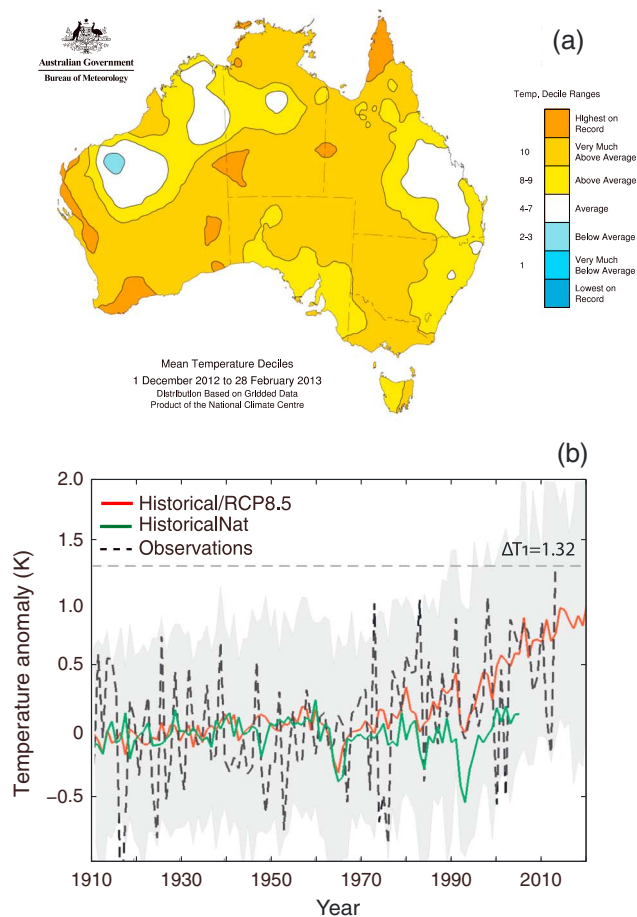 Australian Government
Bureau of Meteorology
(a)
Temp. Decile Ranges
Highest on
Record
10
Very Much
Above Average
8-9
Above Average
4-7
Average
2-3
Below Average
1
Very Much
Below Average
Lowest on
Record
Mean Temperature Deciles
1 December 2012 to 28 February 2013
Distribution Based on Gridded Data
Product of the National Climate Centre
(b)
2.0
1.5
1.0
0.5
0
−0.5
Temperature anomaly (K)
Historical/RCP8.5
HistoricalNat
Observations
ΔT1=1.32
1910
1930
1950
1970
1990
2010
Year